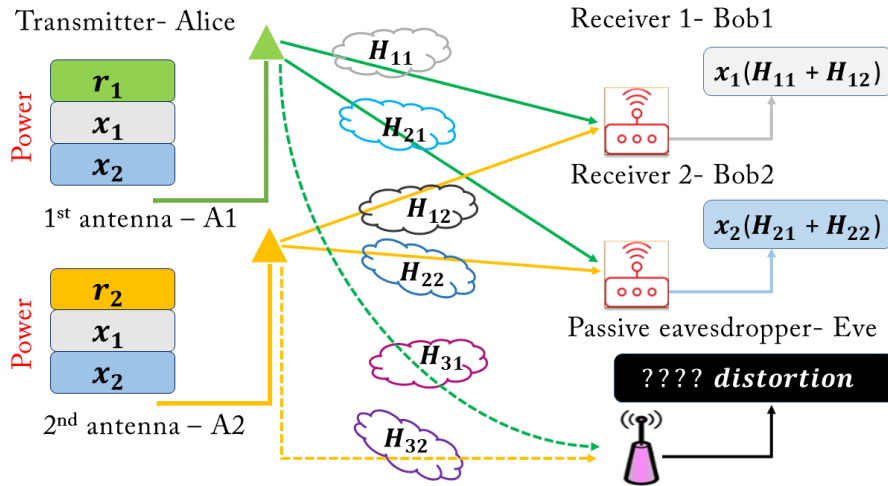 Transmitter- Alice
Power
r₁
x₁
x₂
1st antenna – A1
Power
r₂
x₁
x₂
2nd antenna – A2
H₁₁
H₂₁
H₁₂
H₂₂
H₃₁
H₃₂
Receiver 1- Bob1
x₁(H₁₁ + H₁₂)
Receiver 2- Bob2
x₂(H₂₁ + H₂₂)
Passive eavesdropper- Eve
???? distortion